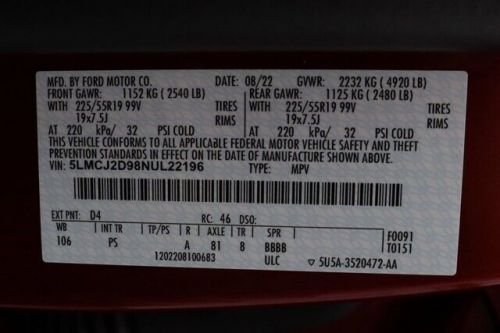 MFD. BY FORD MOTOR CO. DATE: 08/22 GVWR: 2232 KG (4920 LB)
FRONT GAWR: 1152 KG (2540 LB) REAR GAWR: 1125 KG (2480 LB)
WITH 225/55R19 99V TIRES WITH 225/55R19 99V TIRES
19x7.5J RIMS 19x7.5J RIMS
AT 220 kPa/ 32 PSI COLD AT 220 kPa/ 32 PSI COLD
THIS VEHICLE CONFORMS TO ALL APPLICABLE FEDERAL MOTOR VEHICLE SAFETY, BUMPER,
AND THEFT PREVENTION STANDARDS IN EFFECT ON THE DATE OF MANUFACTURE SHOWN ABOVE.
VIN: 5LMCJ2D98NUL22196 TYPE: MPV
EXT PNT: D4 RC: 46 DSO:
WB INT TR TP/PS R AXLE TR SPR F0091
106 PS A 81 8 BBBB T0151
1202208100683 ULC ▽ 5U5A-3520472-AA